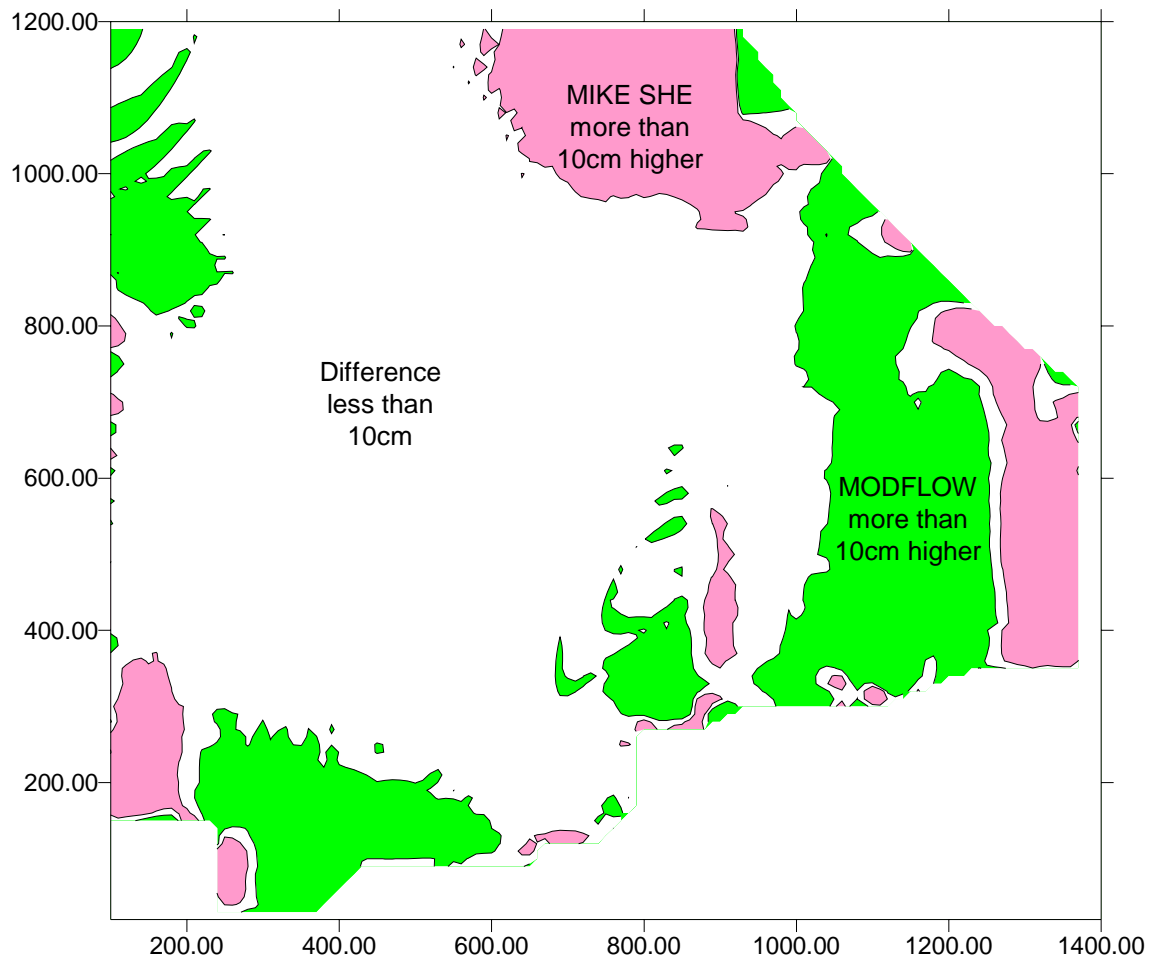 1200.00
MIKE SHE
more than
10cm higher
1000.00
800.00
Difference
less than
10cm
600.00
MODFLOW
more than
10cm higher
400.00
200.00
200.00 400.00 600.00 800.00 1000.00 1200.00 1400.00